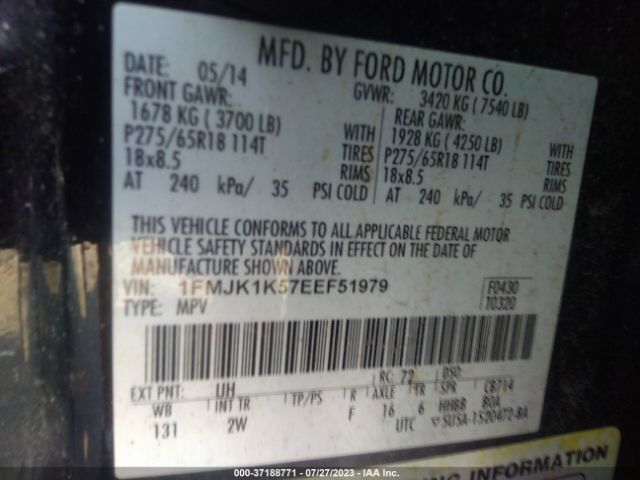 MFD. BY FORD MOTOR CO.
DATE: 05/14 GVWR: 3420 KG ( 7540 LB)
FRONT GAWR: REAR GAWR:
1678 KG ( 3700 LB) WITH 1928 KG ( 4250 LB) WITH
P275/65R18 114T TIRES P275/65R18 114T TIRES
18x8.5 RIMS 18x8.5 RIMS
AT 240 kPa/ 35 PSI COLD AT 240 kPa/ 35 PSI COLD
THIS VEHICLE CONFORMS TO ALL APPLICABLE FEDERAL MOTOR
VEHICLE SAFETY STANDARDS IN EFFECT ON THE DATE OF
MANUFACTURE SHOWN ABOVE.
VIN: 1FMJK1K57EEF51979 F0430
TYPE: MPV T0320
EXT PNT: UH RC: 72 DSO:
WB INT TR TP/PS R AXLE TR SPR CB714
131 2W F 16 6 HHBB BOA
UTC 5U5A-1520472-BA
ING INFORMATION
000-37188771 - 07/27/2023 - IAA Inc.